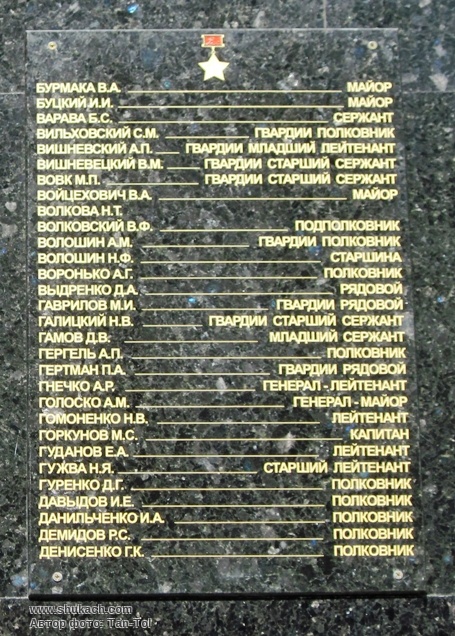 БУРМАКА В.А. МАЙОР
БУЦКИЙ И.И. МАЙОР
ВАРАВА Б.С. СЕРЖАНТ
ВИЛЬХОВСКИЙ С.М. ГВАРДИИ ПОЛКОВНИК
ВИШНЕВСКИЙ А.П. ГВАРДИИ МЛАДШИЙ ЛЕЙТЕНАНТ
ВИШНЕВЕЦКИЙ В.М. ГВАРДИИ СТАРШИЙ СЕРЖАНТ
ВОВК М.П. ГВАРДИИ СТАРШИЙ СЕРЖАНТ
ВОЙЦЕХОВИЧ В.А. МАЙОР
ВОЛКОВА Н.Т.
ВОЛКОВСКИЙ В.Ф. ПОДПОЛКОВНИК
ВОЛОШИН А.М. ГВАРДИИ ПОЛКОВНИК
ВОЛОШИН Н.Ф. СТАРШИНА
ВОРОНЬКО А.Г. ПОЛКОВНИК
ВЫДРЕНКО Д.А. РЯДОВОЙ
ГАВРИЛОВ М.И. ГВАРДИИ РЯДОВОЙ
ГАЛИЦКИЙ Н.В. ГВАРДИИ СТАРШИЙ СЕРЖАНТ
ГАМОВ Д.В. МЛАДШИЙ СЕРЖАНТ
ГЕРГЕЛЬ А.П. ПОЛКОВНИК
ГЕРТМАН П.А. ГВАРДИИ РЯДОВОЙ
ГНЕЧКО А.Р. ГЕНЕРАЛ - ЛЕЙТЕНАНТ
ГОЛОСКО А.М. ГЕНЕРАЛ - МАЙОР
ГОМОНЕНКО Н.В. ЛЕЙТЕНАНТ
ГОРКУНОВ М.С. КАПИТАН
ГУДАНОВ Е.А. ЛЕЙТЕНАНТ
ГУЖВА Н.Я. СТАРШИЙ ЛЕЙТЕНАНТ
ГУРЕНКО Д.Г. ПОЛКОВНИК
ДАВЫДОВ И.Е. ПОЛКОВНИК
ДАНИЛЬЧЕНКО И.А. ПОЛКОВНИК
ДЕМИДОВ Р.С. ПОЛКОВНИК
ДЕНИСЕНКО Г.К. ПОЛКОВНИК
www.shukach.com
Автор фото: Tan-Tol